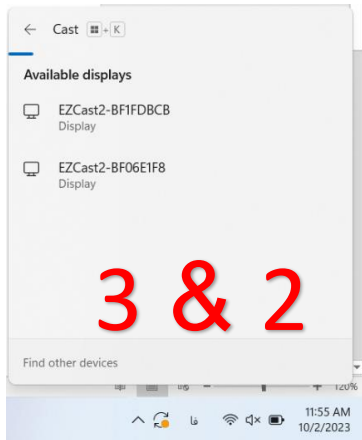 Cast + K
Available displays
EZCast2-BF1FDBCB
Display
EZCast2-BF06E1F8
Display
3 & 2
Find other devices
120%
فا
11:55 AM
10/2/2023